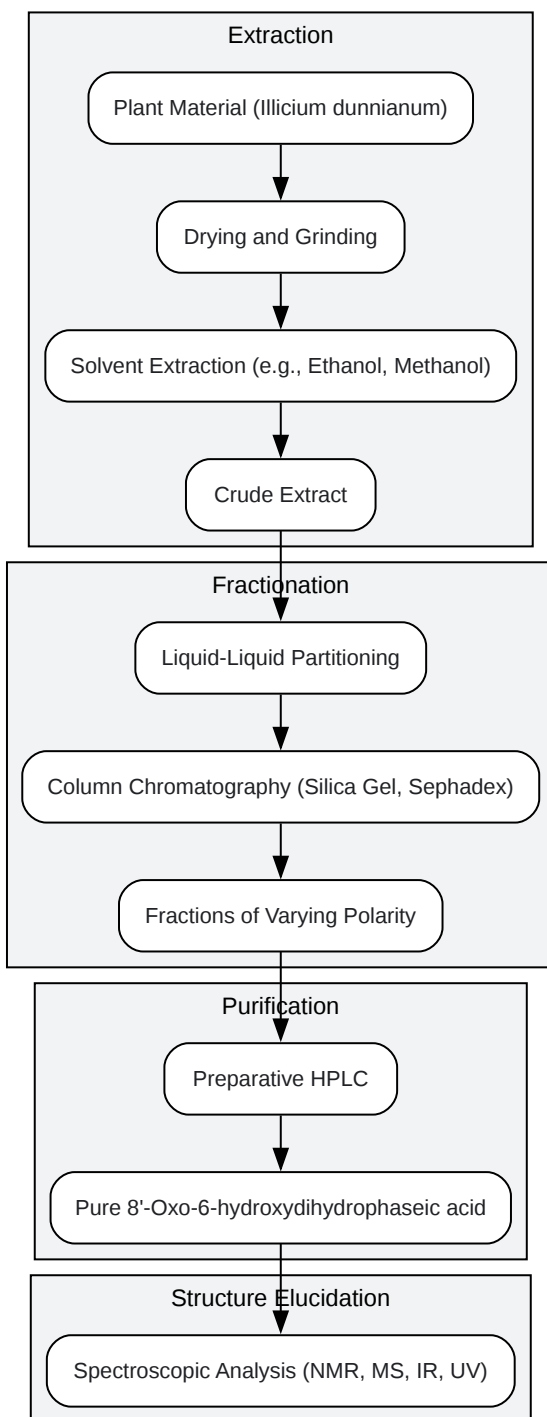 Extraction
Plant Material (Illicium dunnianum)
Drying and Grinding
Solvent Extraction (e.g., Ethanol, Methanol)
Crude Extract
Fractionation
Liquid-Liquid Partitioning
Column Chromatography (Silica Gel, Sephadex)
Fractions of Varying Polarity
Purification
Preparative HPLC
Pure 8'-Oxo-6-hydroxydihydrophaseic acid
Structure Elucidation
Spectroscopic Analysis (NMR, MS, IR, UV)